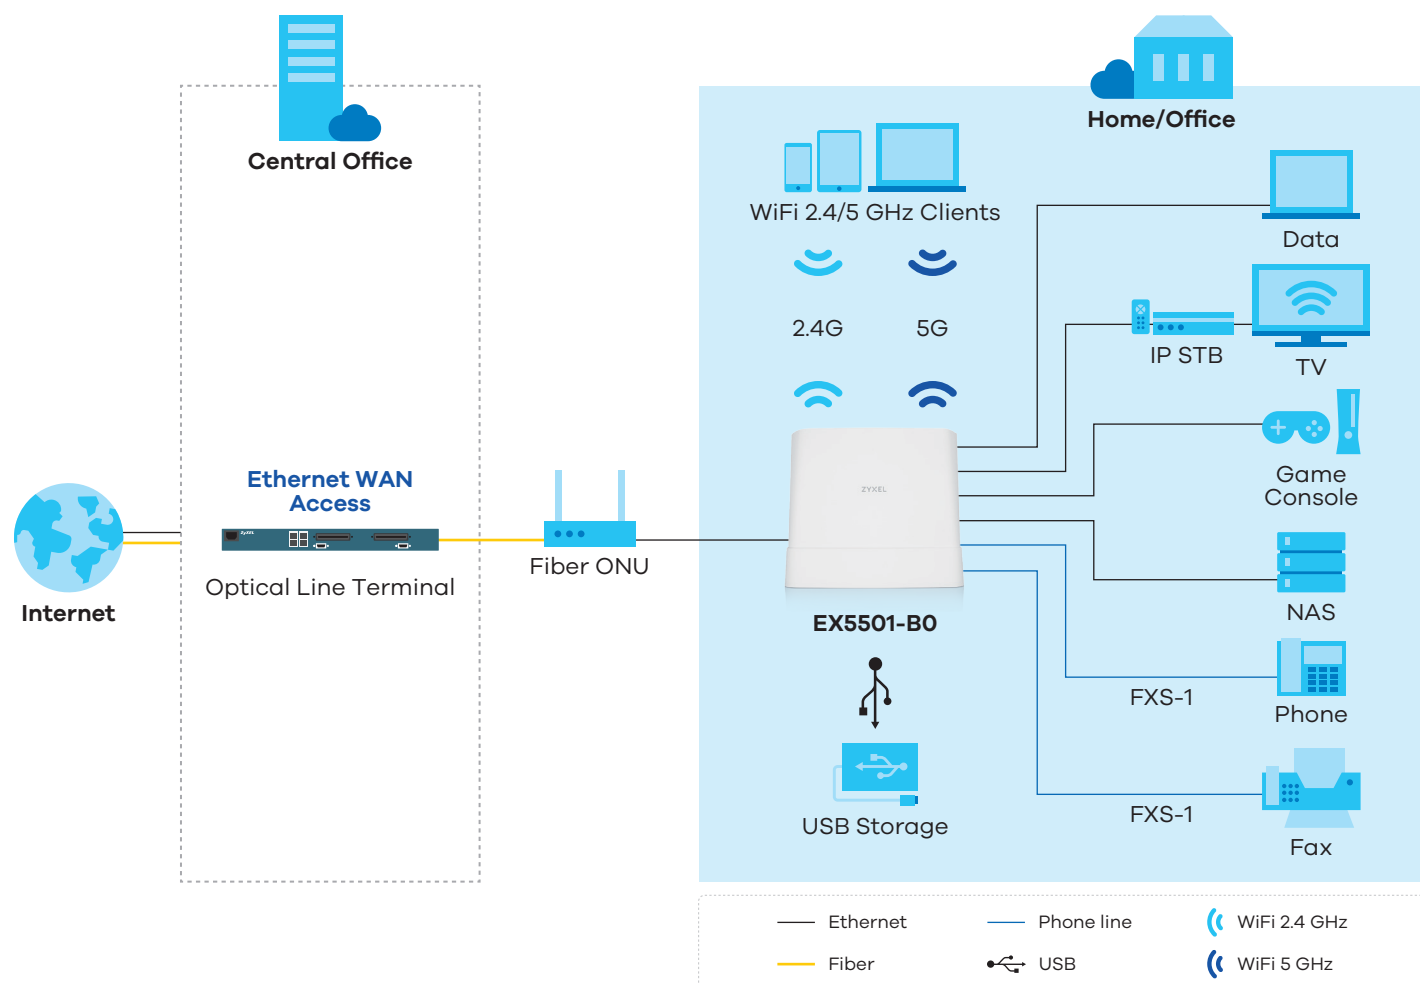 Central Office
Home/Office
WiFi 2.4/5 GHz Clients
Data
2.4G
5G
IP STB
TV
Ethernet WAN
Access
ZYXEL
Game
Console
ZyXEL
Optical Line Terminal
Fiber ONU
Internet
EX5501-B0
NAS
FXS-1
Phone
USB Storage
FXS-1
Fax
Ethernet
Phone line
WiFi 2.4 GHz
Fiber
USB
WiFi 5 GHz